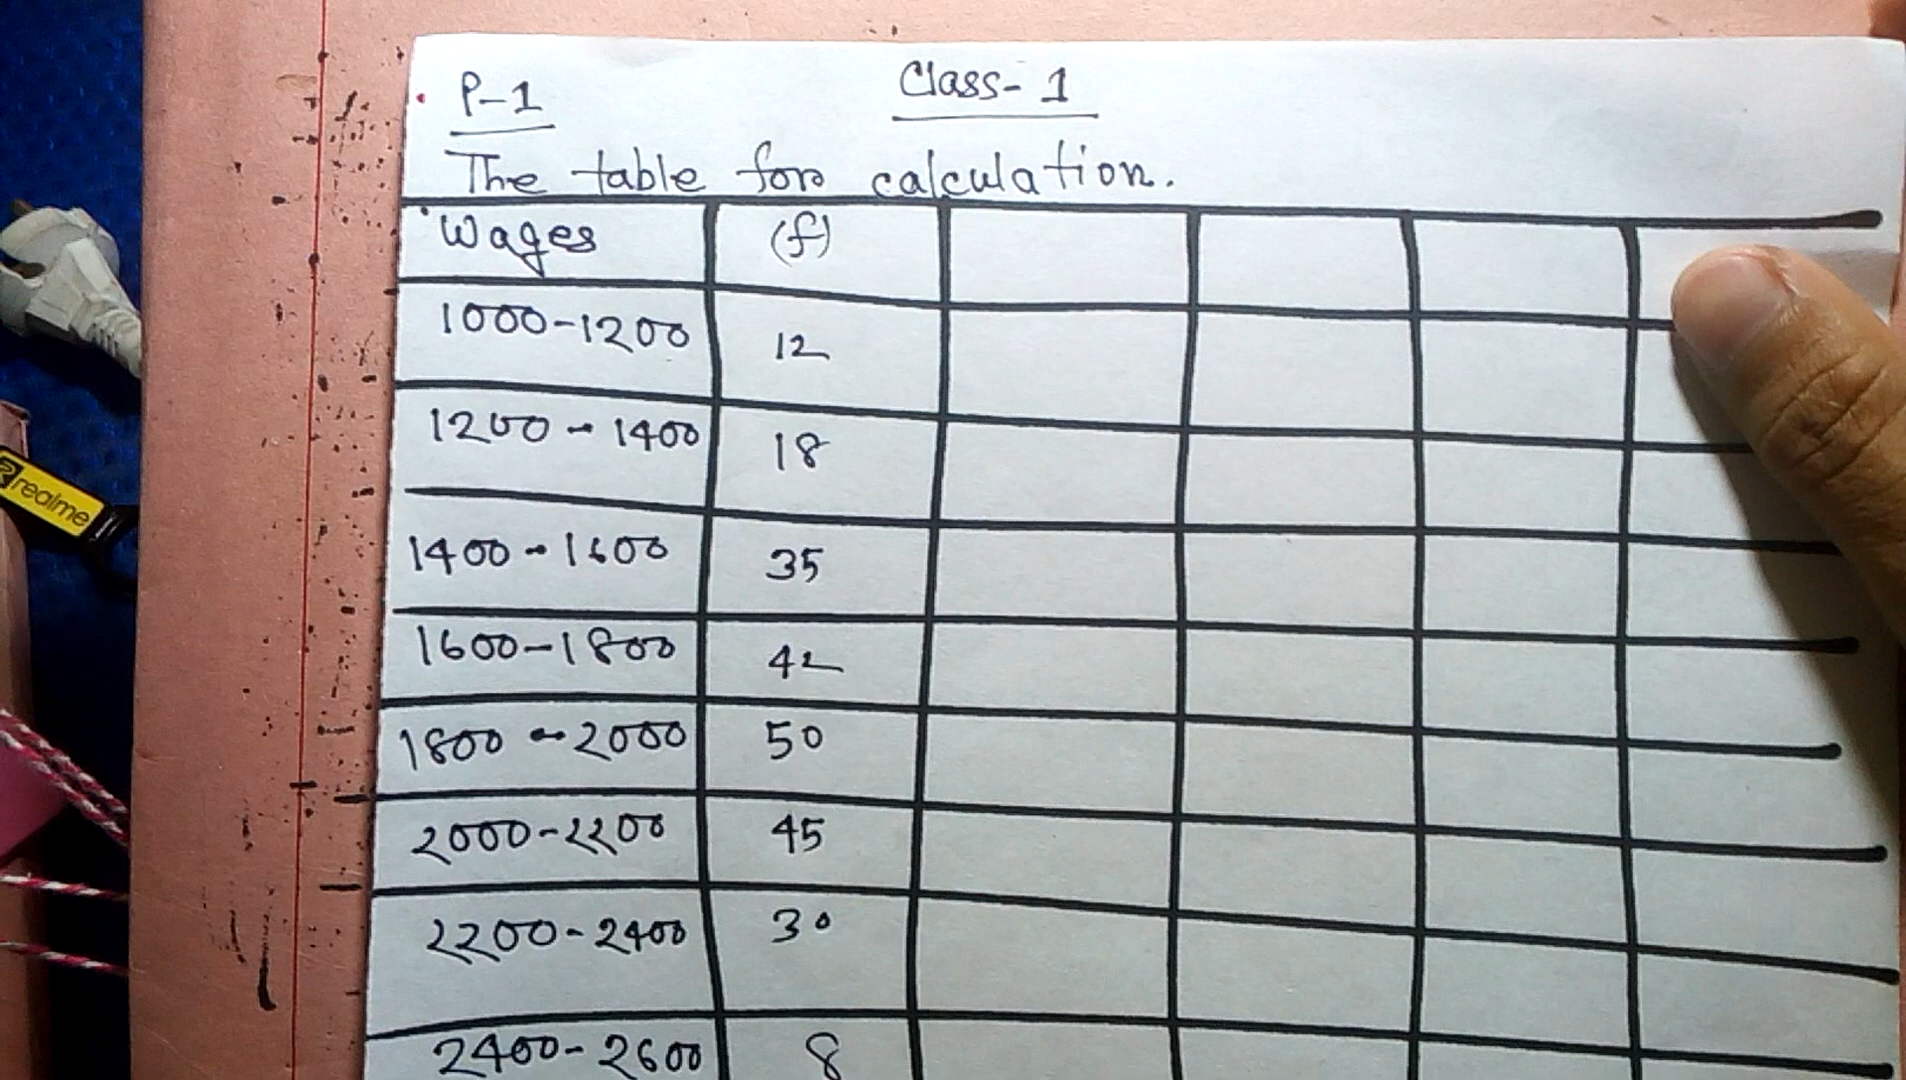 P-1 Class- 1
The table for calculation.
Wages (f)
1000-1200 12
1200-1400 18
1400-1600 35
1600-1800 42
1800-2000 50
2000-2200 45
2200-2400 30
2400-2600 8
realme